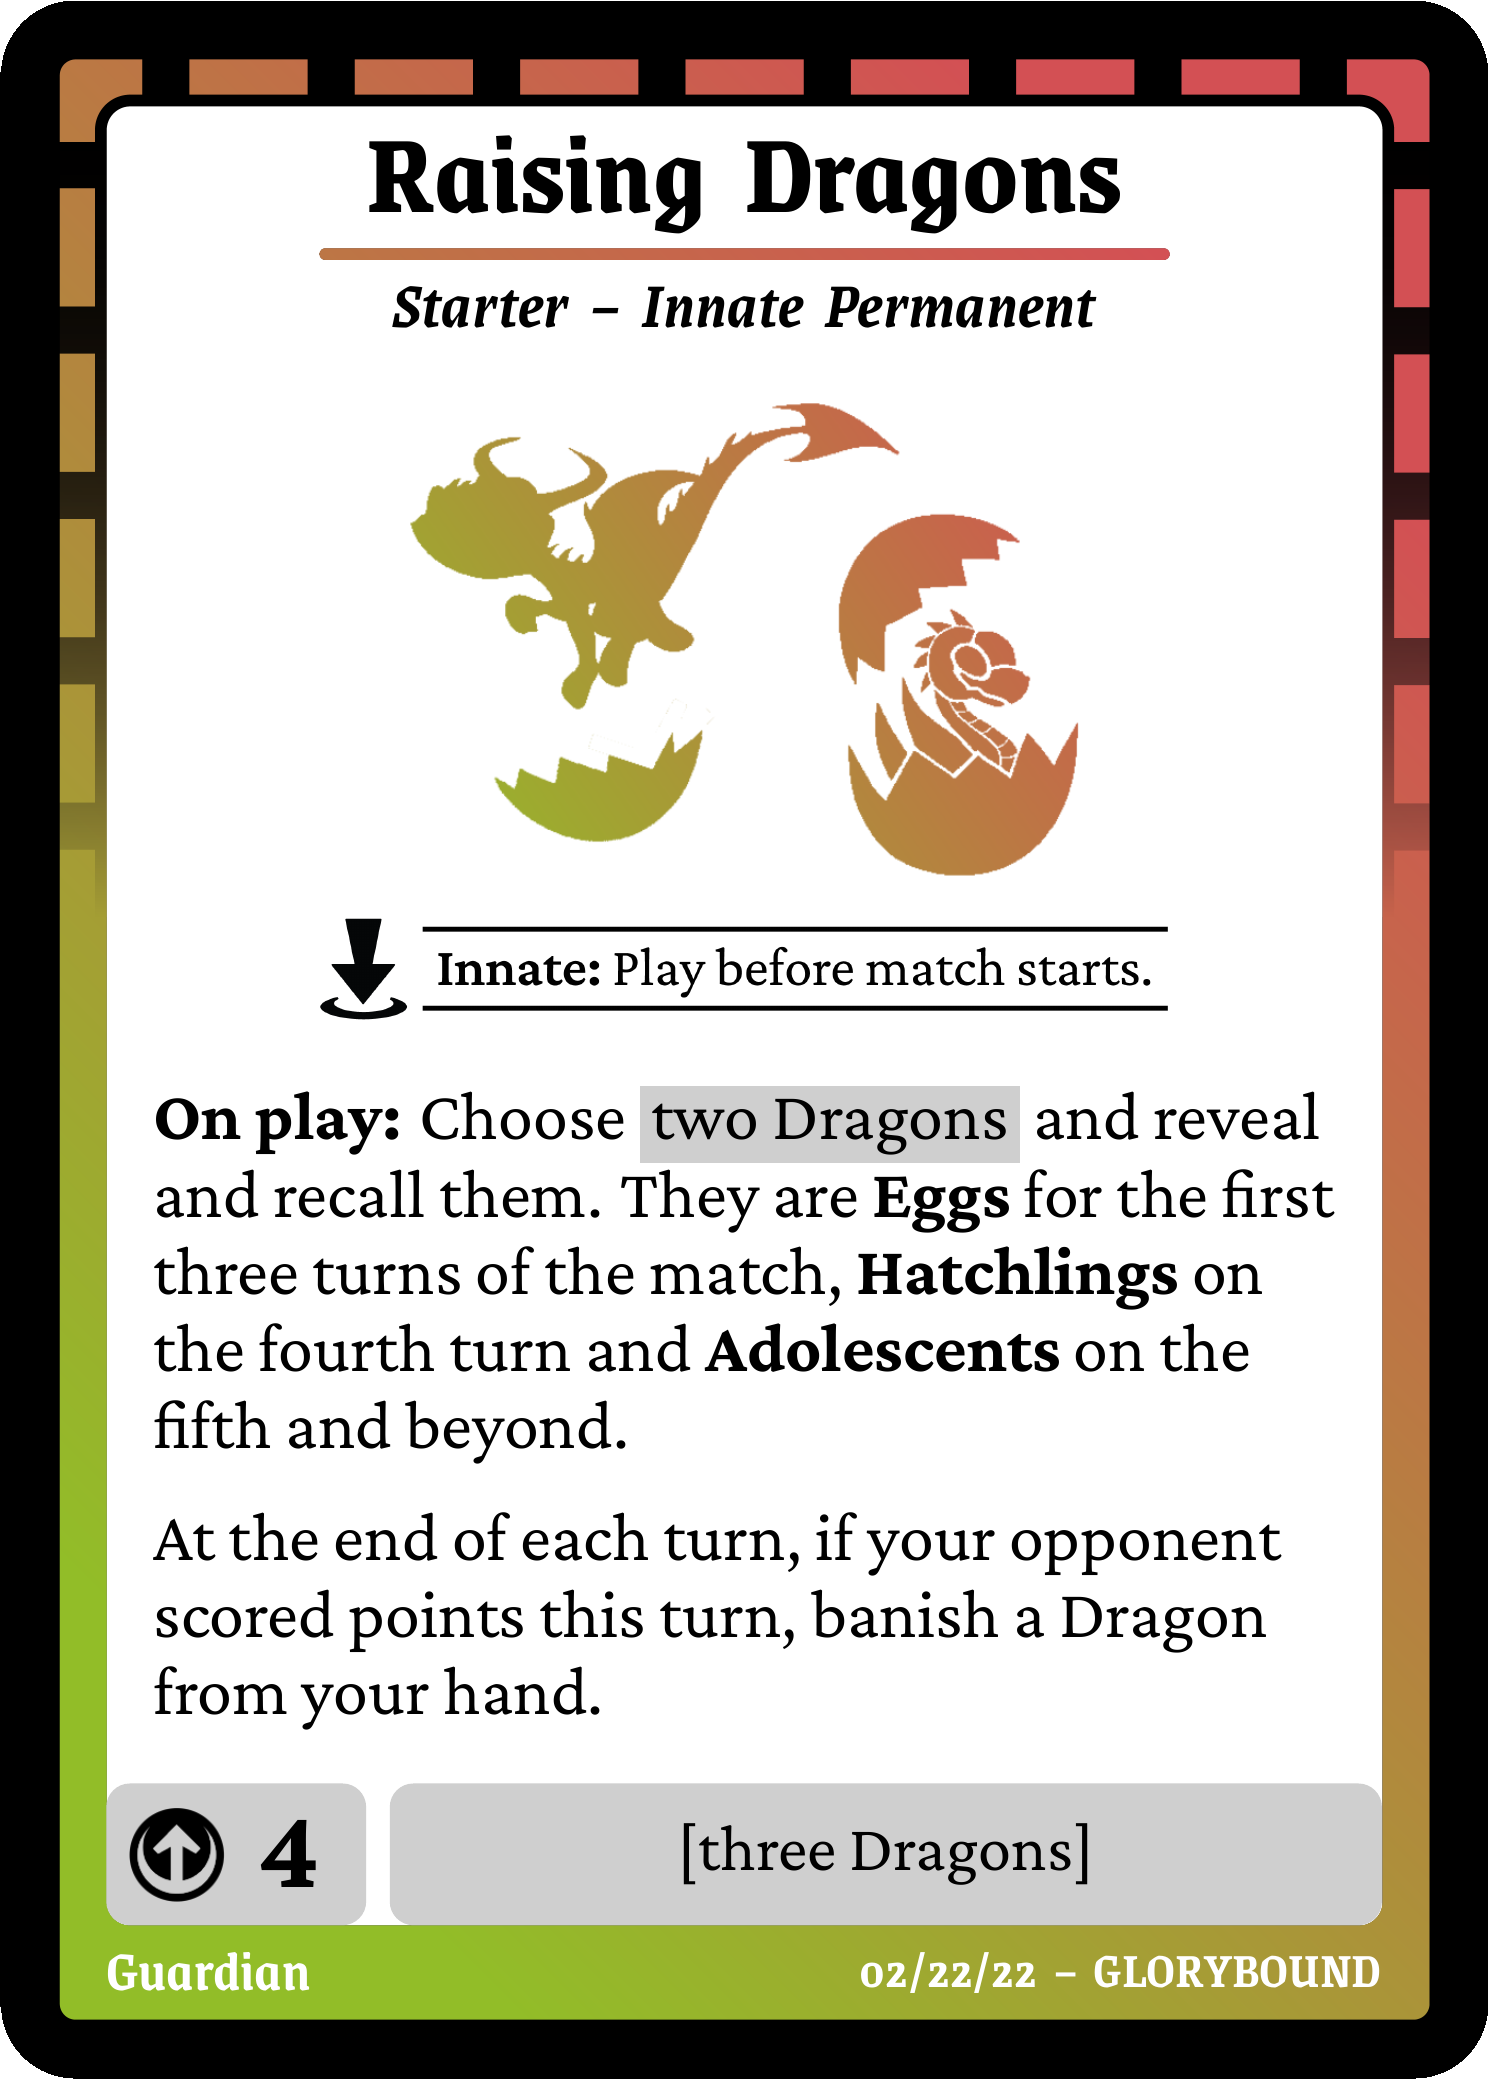 Raising Dragons
Starter – Innate Permanent
Innate: Play before match starts.
On play: Choose two Dragons and reveal
and recall them. They are Eggs for the first
three turns of the match, Hatchlings on
the fourth turn and Adolescents on the
fifth and beyond.
At the end of each turn, if your opponent
scored points this turn, banish a Dragon
from your hand.
4
[three Dragons]
Guardian
02/22/22 – GLORYBOUND